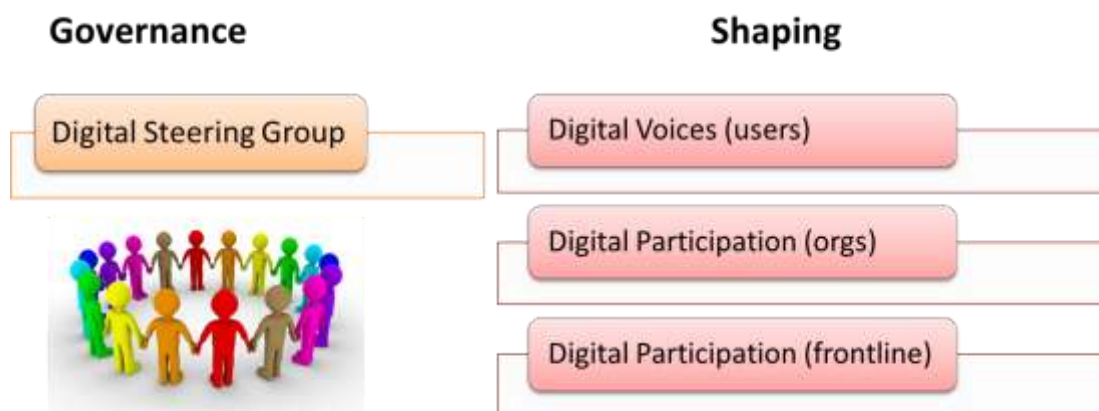 Governance
Digital Steering Group
Shaping
Digital Voices (users)
Digital Participation (orgs)
Digital Participation (frontline)